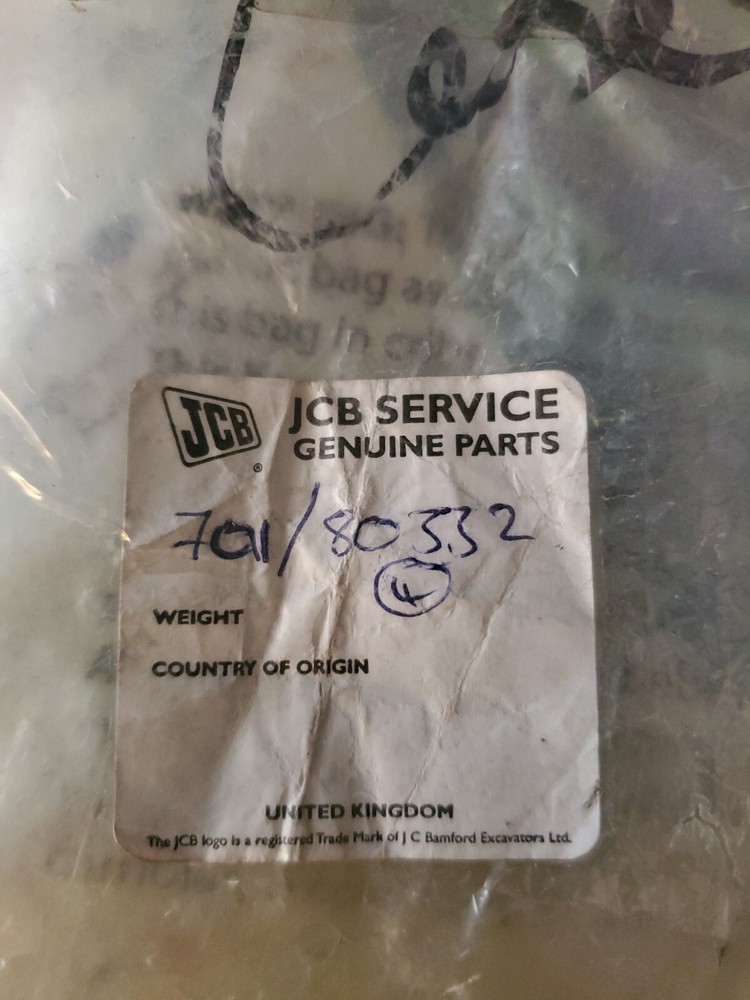 bag
this bag in
JCB
JCB SERVICE
®
GENUINE PARTS
701/80332
4
WEIGHT
COUNTRY OF ORIGIN
UNITED KINGDOM
The JCB logo is a registered Trade Mark of J C Bamford Excavators Ltd.